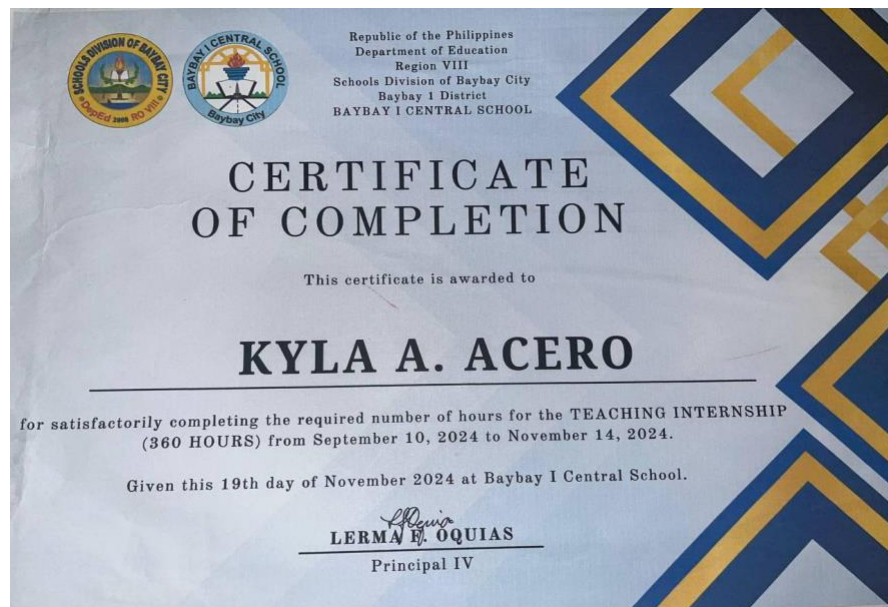 SCHOOLS DIVISION OF BAYBAY CITY
DepEd 2008 RO VIII
BAYBAY I CENTRAL SCHOOL
Baybay City
Republic of the Philippines
Department of Education
Region VIII
Schools Division of Baybay City
Baybay 1 District
BAYBAY I CENTRAL SCHOOL
CERTIFICATE
OF COMPLETION
This certificate is awarded to
KYLA A. ACERO
for satisfactorily completing the required number of hours for the TEACHING INTERNSHIP
(360 HOURS) from September 10, 2024 to November 14, 2024.
Given this 19th day of November 2024 at Baybay I Central School.
LERMA F. OQUIAS
Principal IV